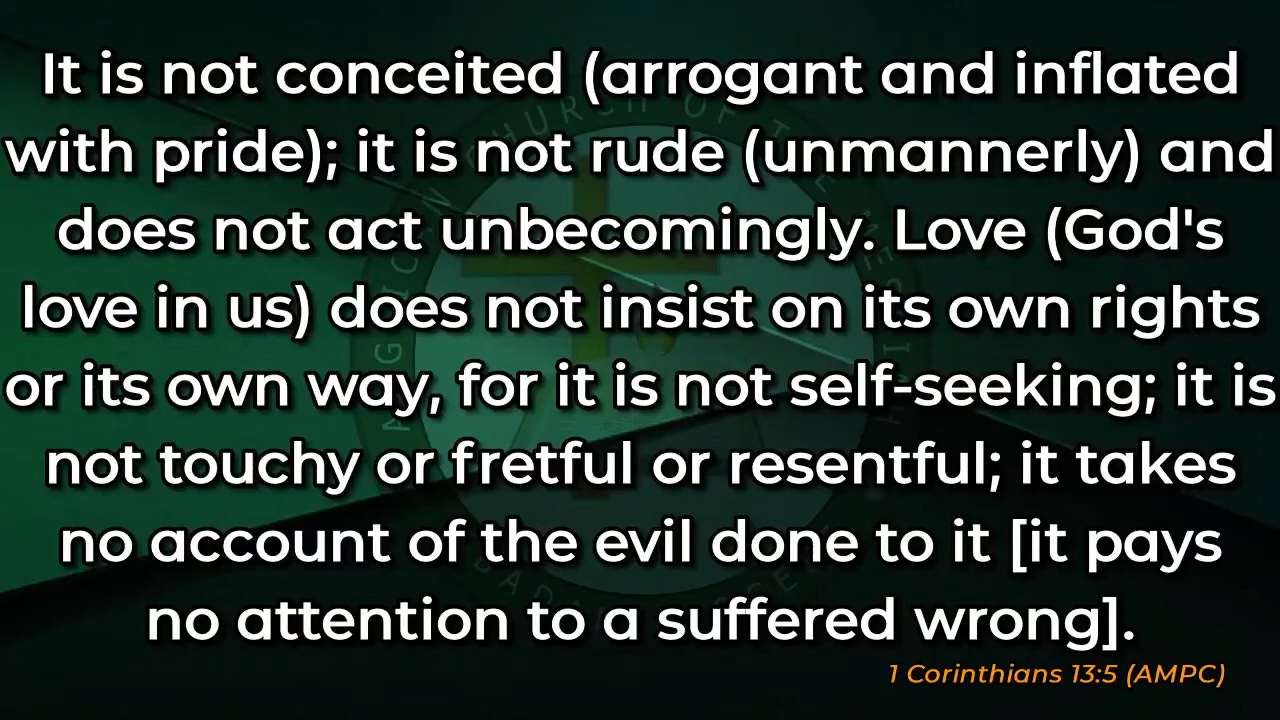 It is not conceited (arrogant and inflated
with pride); it is not rude (unmannerly) and
does not act unbecomingly. Love (God's
love in us) does not insist on its own rights
or its own way, for it is not self-seeking; it is
not touchy or fretful or resentful; it takes
no account of the evil done to it [it pays
no attention to a suffered wrong].
1 Corinthians 13:5 (AMPC)
CHURCH OF THE